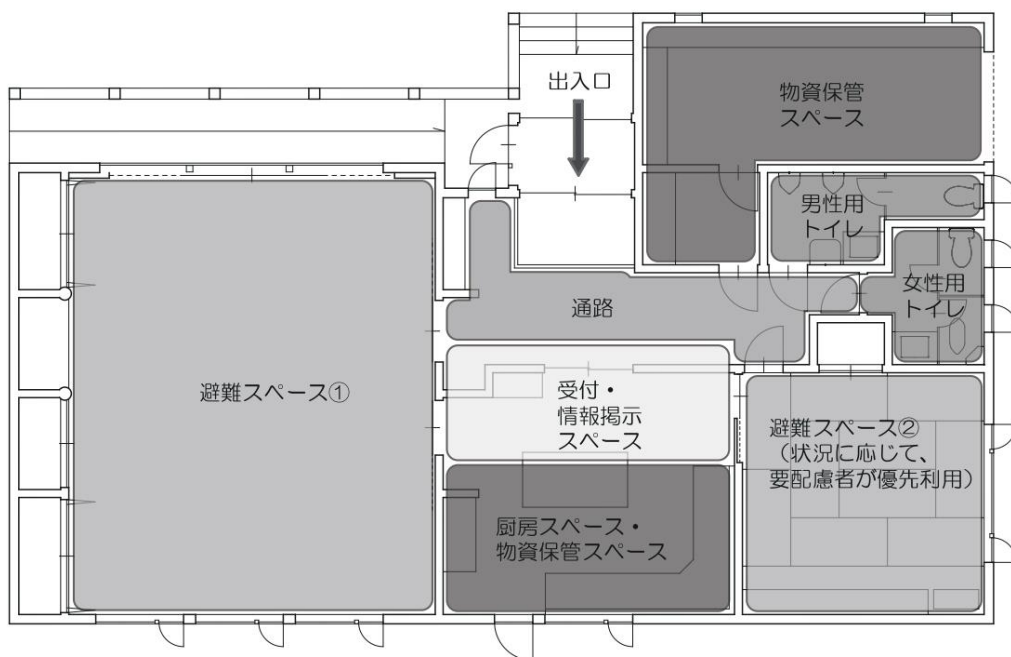 出入口
物資保管
スペース
男性用
トイレ
女性用
トイレ
通路
避難スペース①
受付・
情報掲示
スペース
避難スペース②
（状況に応じて、
要配慮者が優先利用）
厨房スペース・
物資保管スペース